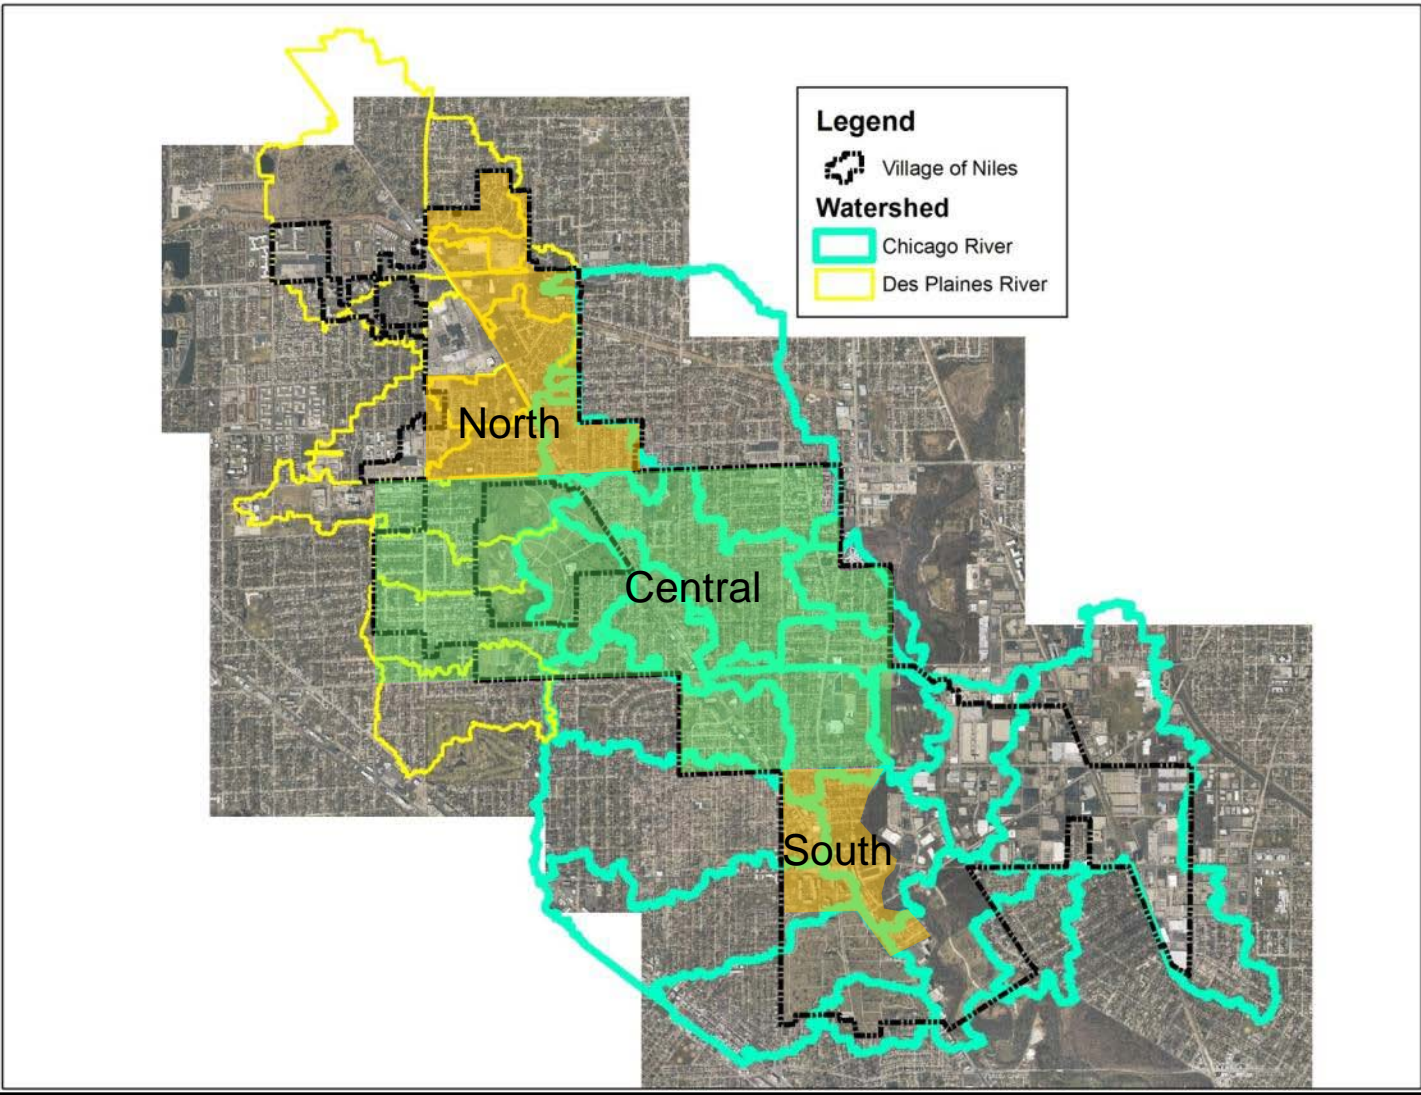 Legend
Village of Niles
Watershed
Chicago River
Des Plaines River
North
Central
South